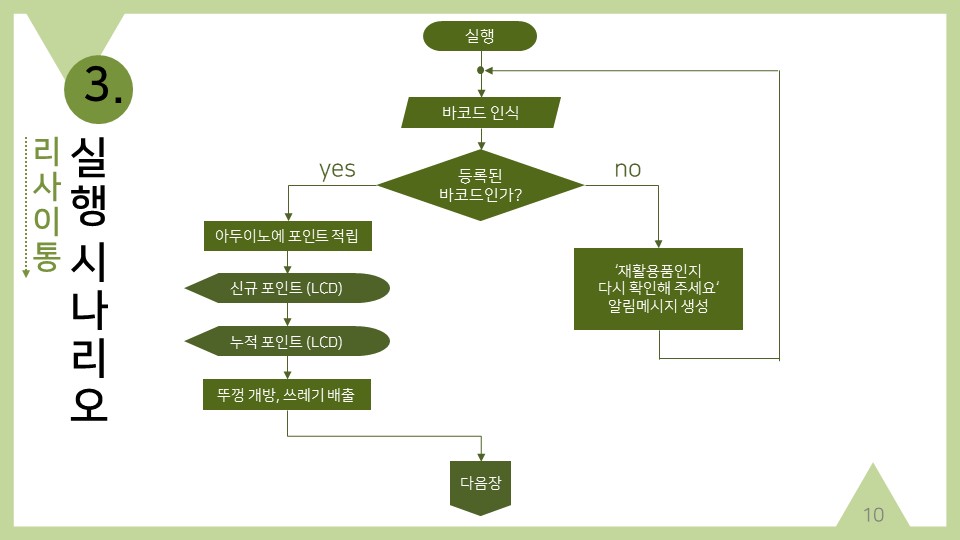 3.
실행 시나리오
리사이통
실행
바코드 인식
등록된
바코드인가?
yes
no
아두이노에 포인트 적립
신규 포인트 (LCD)
누적 포인트 (LCD)
뚜껑 개방, 쓰레기 배출
‘재활용품인지
다시 확인해 주세요‘
알림메시지 생성
다음장
10